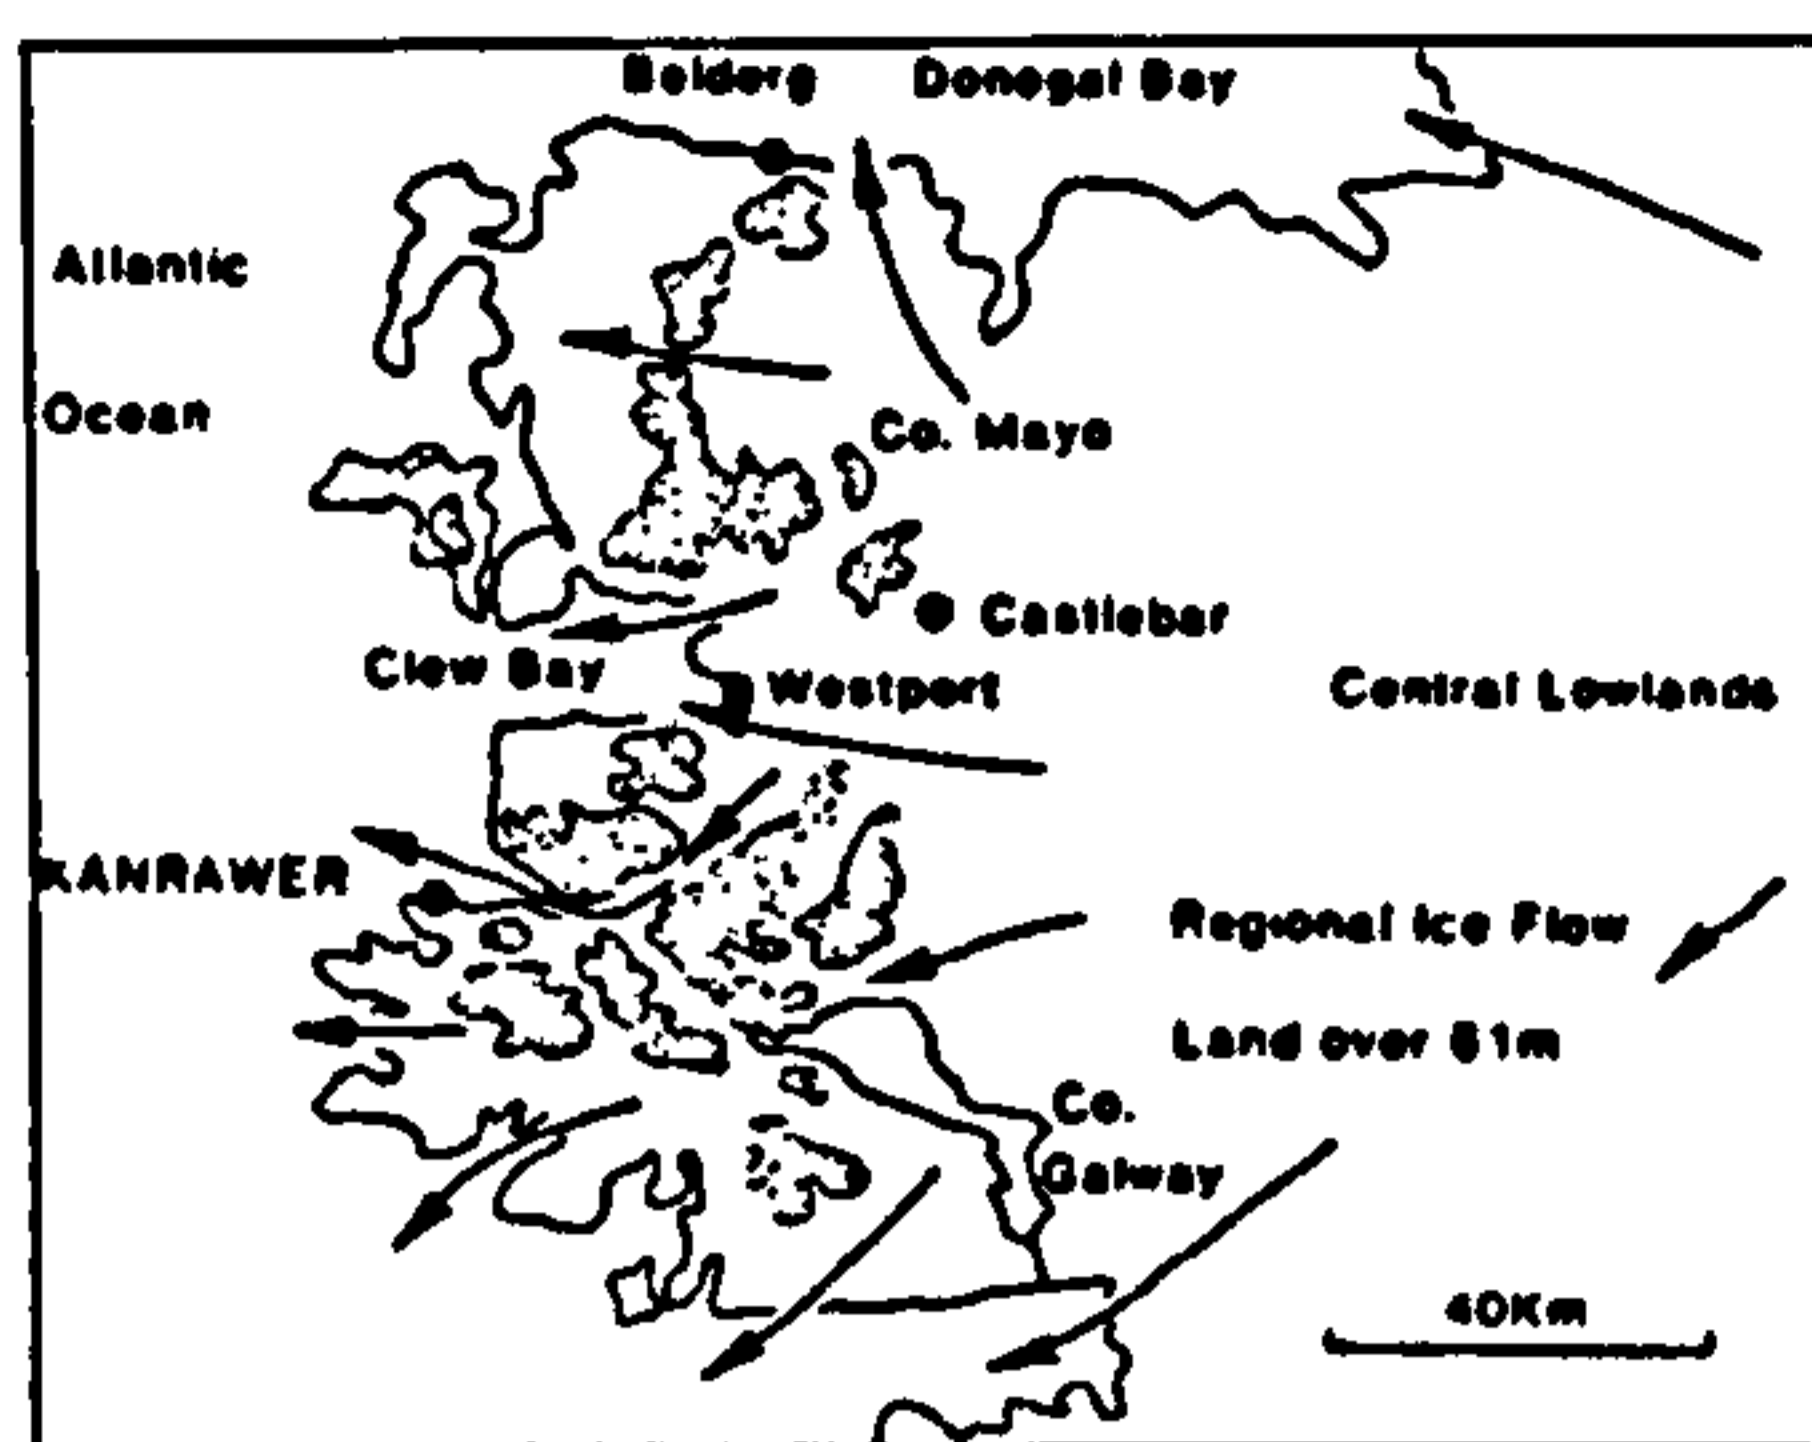 Belderg Donegal Bay
Atlantic
Ocean
Co. Mayo
Castlebar
Clew Bay
Westport
Central Lowlands
KANRAWER
Regional Ice Flow
Land over 61m
Co.
Galway
40Km